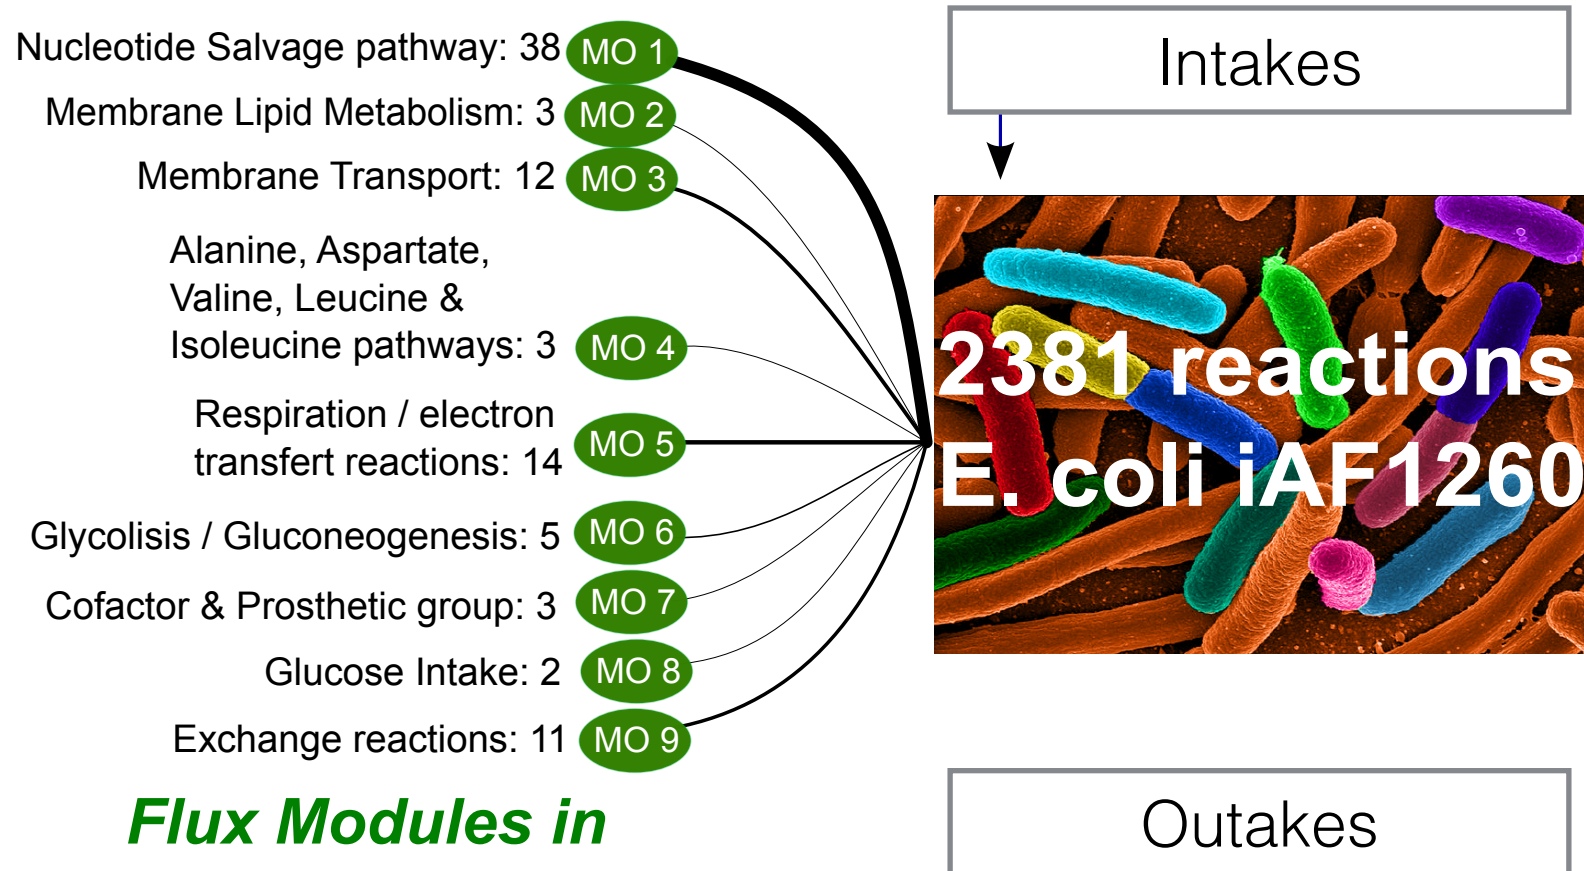 Nucleotide Salvage pathway: 38 MO 1
Membrane Lipid Metabolism: 3 MO 2
Membrane Transport: 12 MO 3
Alanine, Aspartate,
Valine, Leucine &
Isoleucine pathways: 3 MO 4
Respiration / electron
transfert reactions: 14 MO 5
Glycolisis / Gluconeogenesis: 5 MO 6
Cofactor & Prosthetic group: 3 MO 7
Glucose Intake: 2 MO 8
Exchange reactions: 11 MO 9
Flux Modules in
Intakes
2381 reactions
E. coli iAF1260
Outakes